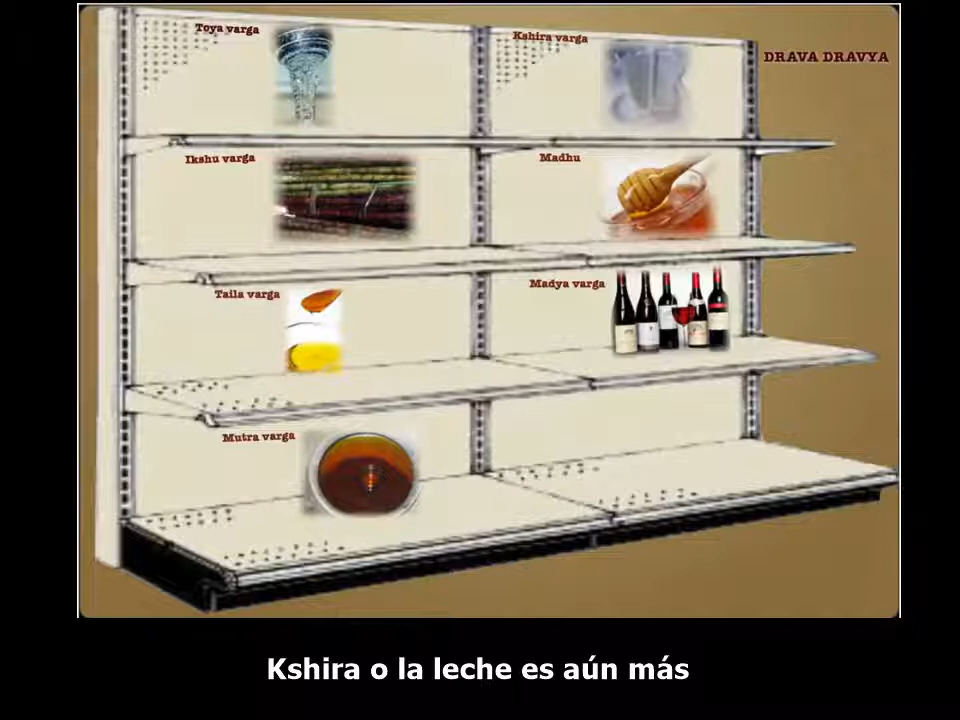 Toya varga
Kshira varga
DRAVA DRAVYA
Ikshu varga
Madhu
Taila varga
Madya varga
Mutra varga
Kshira o la leche es aún más